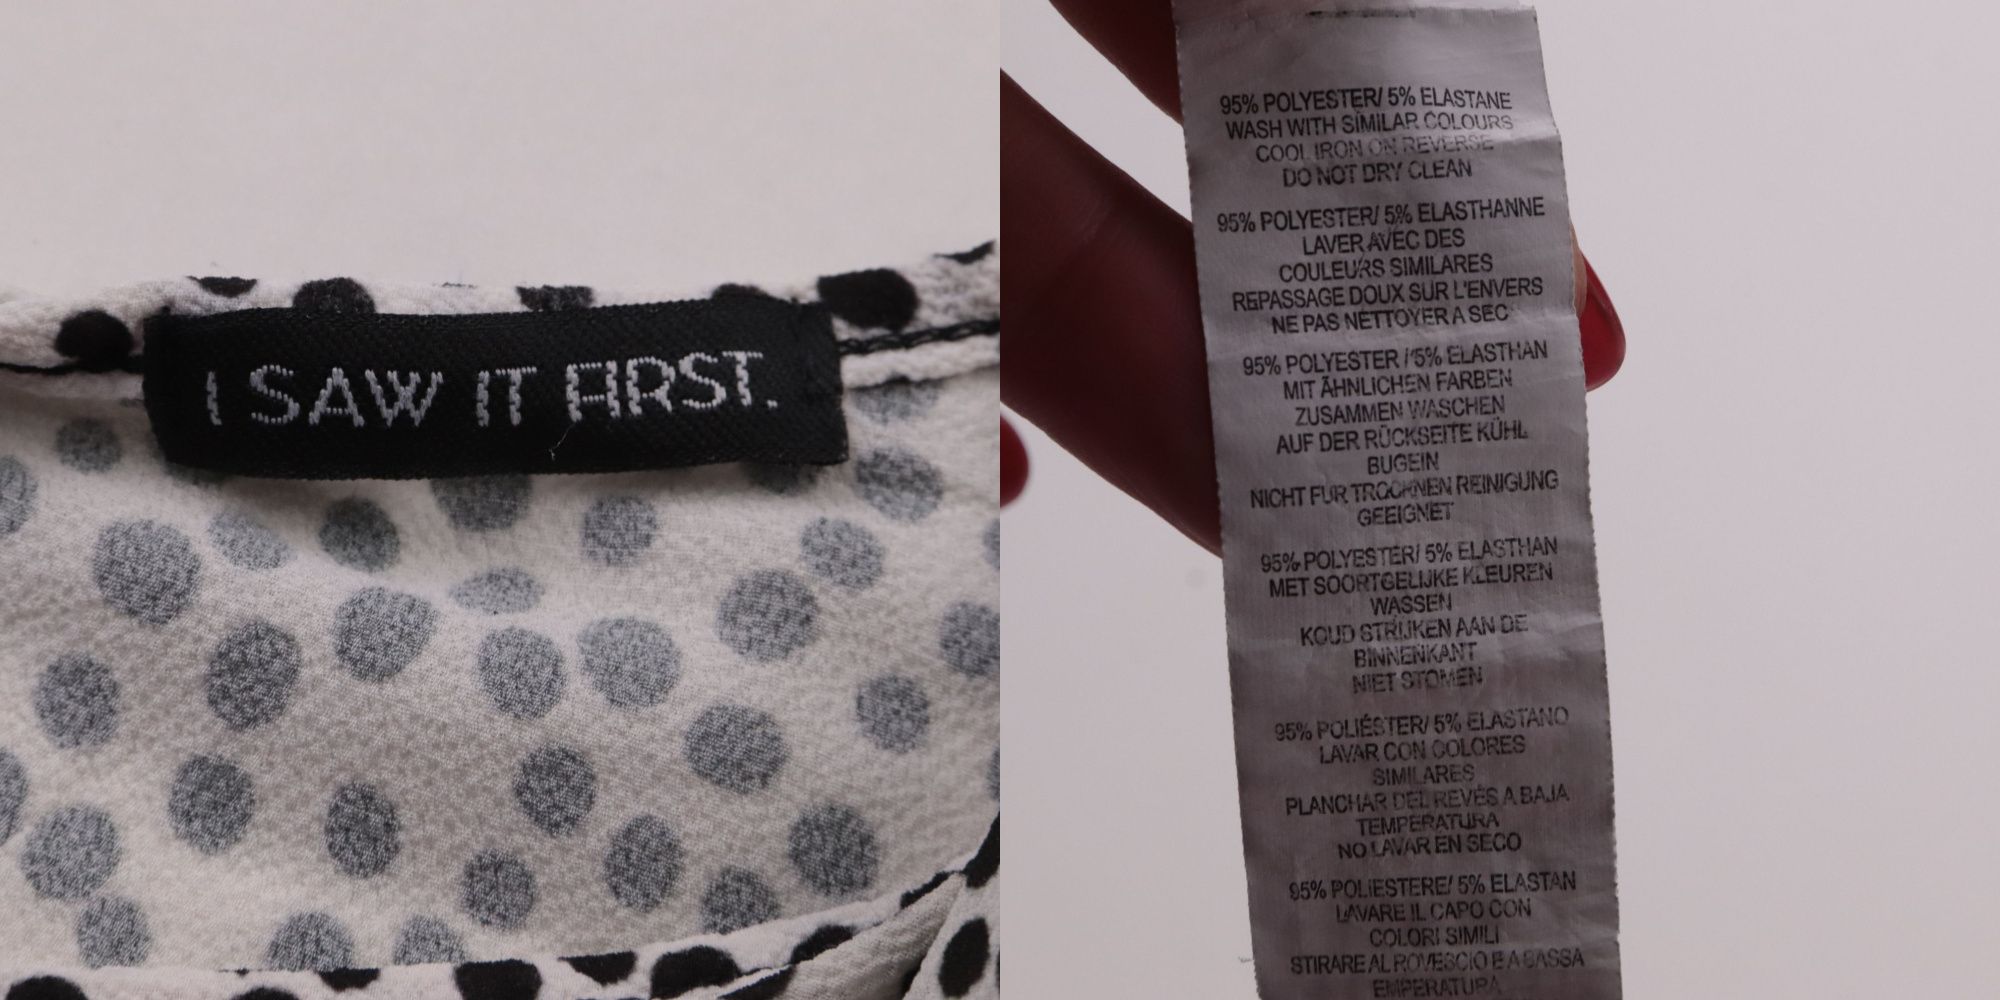 I SAW IT FIRST.
95% POLYESTER/ 5% ELASTANE
WASH WITH SIMILAR COLOURS
COOL IRON ON REVERSE
DO NOT DRY CLEAN
95% POLYESTER/ 5% ELASTHANNE
LAVER AVEC DES
COULEURS SIMILARES
REPASSAGE DOUX SUR L'ENVERS
NE PAS NETTOYER A SEC
95% POLYESTER / 5% ELASTHAN
MIT ÄHNLICHEN FARBEN
ZUSAMMEN WASCHEN
AUF DER RÜCKSEITE KÜHL
BUGEIN
NICHT FUR TROCKNEN REINIGUNG
GEEIGNET
95% POLYESTER/ 5% ELASTHAN
MET SOORTGELIJKE KLEUREN
WASSEN
KOUD STRIJKEN AAN DE
BINNENKANT
NIET STOMEN
95% POLIÉSTER/ 5% ELASTANO
LAVAR CON COLORES
SIMILARES
PLANCHAR DEL REVÉS A BAJA
TEMPERATURA
NO LAVAR EN SECO
95% POLIESTERE/ 5% ELASTAN
LAVARE IL CAPO CON
COLORI SIMILI
STIRARE AL ROVESCIO E A BASSA
EMPERATURA